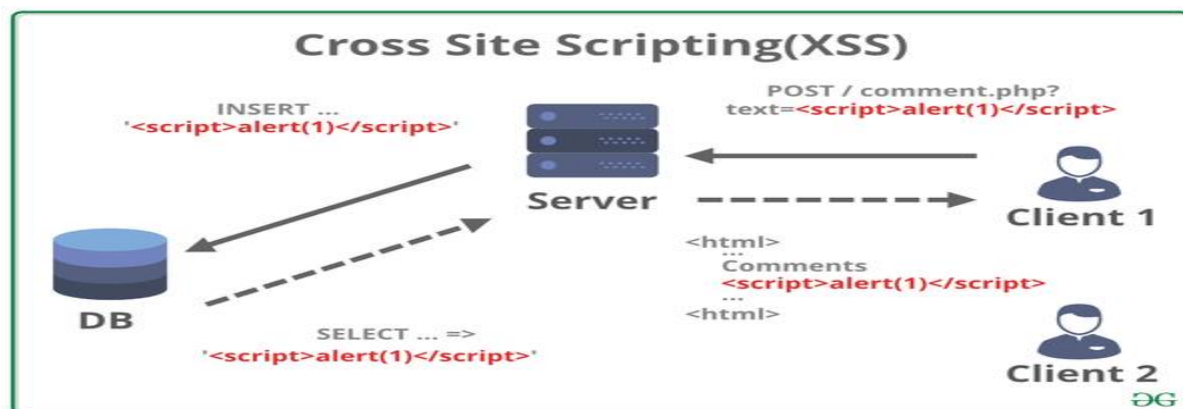 Cross Site Scripting(XSS)
INSERT ...
'<script>alert(1)</script>'
POST / comment.php?
text=<script>alert(1)</script>
Server
Client 1
DB
<html>
...
Comments
<script>alert(1)</script>
...
<html>
SELECT ... =>
'<script>alert(1)</script>'
Client 2